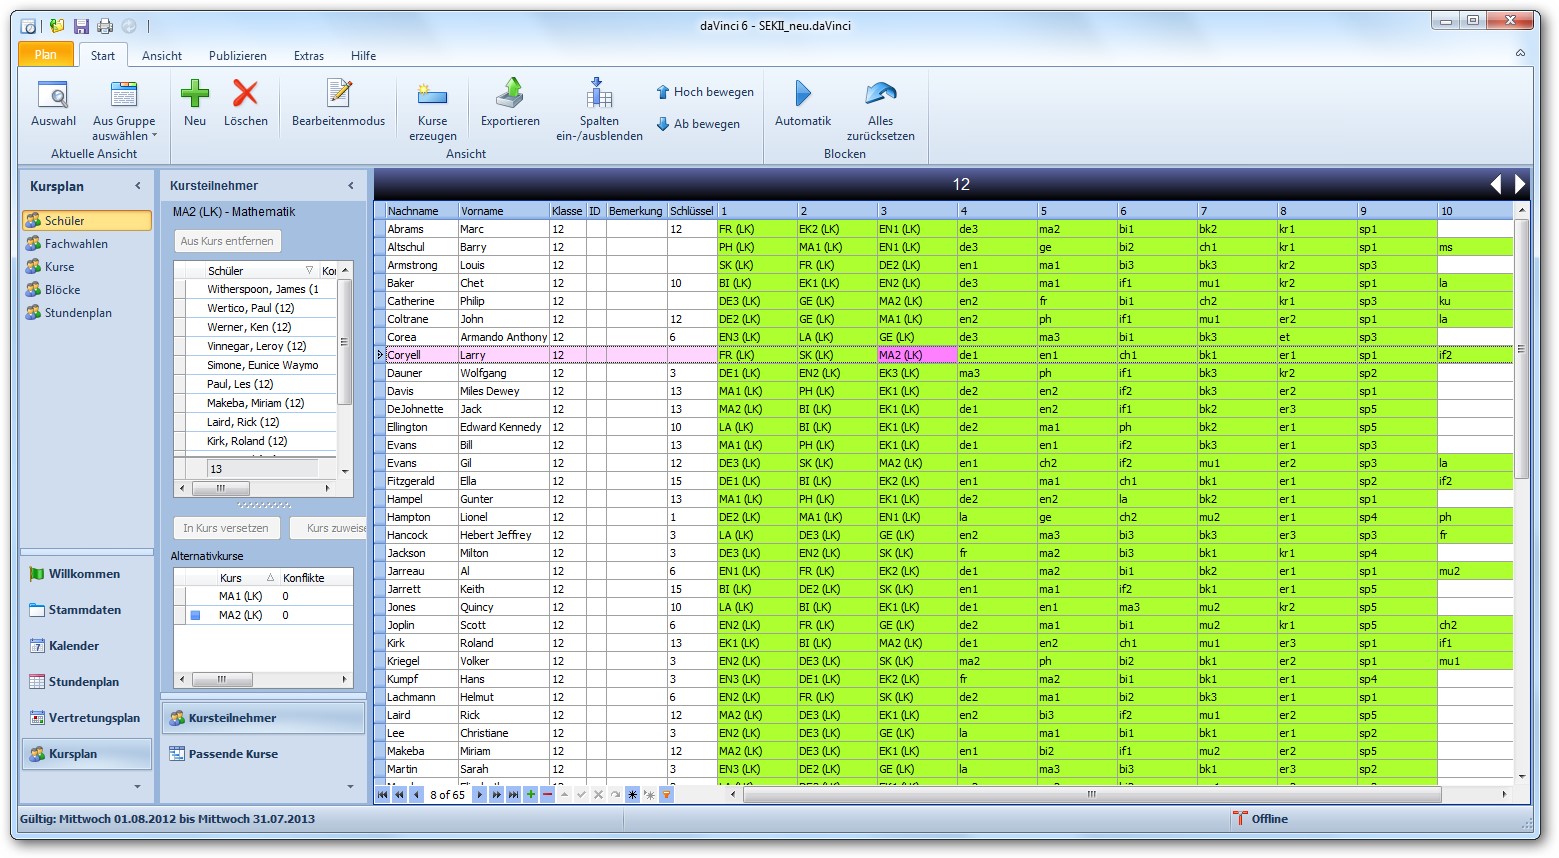 daVinci 6 - SEKII_neu.daVinci
Plan Start Ansicht Publizieren Extras Hilfe
Auswahl Aus Gruppe auswählen Neu Löschen Bearbeitenmodus Kurse erzeugen Exportieren Spalten ein-/ausblenden Hoch bewegen Ab bewegen Automatik Alles zurücksetzen
Aktuelle Ansicht Ansicht Blocken
Kursplan
Schüler
Fachwahlen
Kurse
Blöcke
Stundenplan
Willkommen
Stammdaten
Kalender
Stundenplan
Vertretungsplan
Kursplan
Kursteilnehmer
MA2 (LK) - Mathematik
Aus Kurs entfernen
Schüler Kor
Witherspoon, James (1
Wertico, Paul (12)
Werner, Ken (12)
Vinnegar, Leroy (12)
Simone, Eunice Waymo
Paul, Les (12)
Makeba, Miriam (12)
Laird, Rick (12)
Kirk, Roland (12)
13
In Kurs versetzen Kurs zuweise
Alternativkurse
Kurs Konflikte
MA1 (LK) 0
MA2 (LK) 0
Kursteilnehmer
Passende Kurse
12
Nachname Vorname Klasse ID Bemerkung Schlüssel 1 2 3 4 5 6 7 8 9 10
Abrams Marc 12 12 FR (LK) EK2 (LK) EN1 (LK) de3 ma2 bi1 bk2 kr1 sp1
Altschul Barry 12 PH (LK) MA1 (LK) EN1 (LK) de3 ge bi2 ch1 kr1 sp1 ms
Armstrong Louis 12 SK (LK) FR (LK) DE2 (LK) en1 ma1 bi3 bk3 kr2 sp3
Baker Chet 12 10 BI (LK) EK1 (LK) EN2 (LK) de3 ma1 if1 mu1 kr2 sp1 la
Catherine Philip 12 DE3 (LK) GE (LK) MA2 (LK) en2 fr bi1 ch2 kr1 sp3 ku
Coltrane John 12 12 DE2 (LK) GE (LK) MA1 (LK) en2 ph if1 mu1 er2 sp1 la
Corea Armando Anthony 12 6 EN3 (LK) LA (LK) GE (LK) de3 ma3 bi1 bk3 et sp3
Coryell Larry 12 FR (LK) SK (LK) MA2 (LK) de1 en1 ch1 bk1 er1 sp1 if2
Dauner Wolfgang 12 3 DE1 (LK) EN2 (LK) EK3 (LK) ma3 ph if1 bk3 kr2 sp2
Davis Miles Dewey 12 13 MA1 (LK) PH (LK) EK1 (LK) de2 en2 if2 bk2 er2 sp1
DeJohnette Jack 12 13 MA2 (LK) BI (LK) EK1 (LK) de1 en2 if1 bk2 er3 sp5
Ellington Edward Kennedy 12 10 LA (LK) BI (LK) EK1 (LK) de2 ma1 ph bk2 er1 sp2
Evans Bill 12 13 MA1 (LK) PH (LK) EK1 (LK) de1 en1 if2 bk3 er1 sp5
Evans Gil 12 12 DE3 (LK) SK (LK) MA2 (LK) en1 ch2 if2 mu1 er2 sp3 la
Fitzgerald Ella 12 15 DE1 (LK) BI (LK) EK2 (LK) en1 ma1 ch1 bk1 er1 sp2 if2
Hampel Gunter 12 13 MA1 (LK) PH (LK) EK1 (LK) de2 en2 la bk2 er1 sp1
Hampton Lionel 12 1 DE2 (LK) MA1 (LK) EN1 (LK) la ge ch2 mu2 er1 sp4 ph
Hancock Hebert Jeffrey 12 3 LA (LK) DE3 (LK) GE (LK) en2 ma3 bi3 bk3 er3 sp3 fr
Jackson Milton 12 3 DE3 (LK) EN2 (LK) SK (LK) fr ma2 bi3 bk1 kr1 sp4
Jarreau Al 12 6 EN1 (LK) FR (LK) EK2 (LK) de3 ma2 bi1 bk2 er1 sp1 mu2
Jarrett Keith 12 15 BI (LK) DE2 (LK) SK (LK) en1 ma1 if2 bk1 er1 sp5
Jones Quincy 12 10 LA (LK) BI (LK) EK1 (LK) de1 en1 ma3 mu2 kr2 sp5
Joplin Scott 12 6 EN2 (LK) FR (LK) GE (LK) de2 ma1 bi1 mu2 er1 sp5 ch2
Kirk Roland 12 13 EK1 (LK) BI (LK) MA2 (LK) de1 en2 ch1 mu1 er3 sp1 if1
Kriegel Volker 12 3 EN2 (LK) DE3 (LK) SK (LK) ma2 ph bi2 bk1 er2 sp1 mu1
Kumpf Hans 12 3 EN3 (LK) DE1 (LK) EK2 (LK) fr ma2 bi1 bk1 er1 sp4
Lachmann Helmut 12 6 EN2 (LK) FR (LK) SK (LK) de2 ma1 bi2 bk3 er1 sp1
Laird Rick 12 12 MA2 (LK) DE3 (LK) EK1 (LK) en2 bi3 if2 mu1 er2 sp5
Lee Christiane 12 3 EN2 (LK) DE3 (LK) GE (LK) la ma1 bi1 bk1 er2 sp2
Makeba Miriam 12 12 MA2 (LK) DE3 (LK) EK1 (LK) en1 bi2 if1 mu2 er2 sp5
Martin Sarah 12 3 EN3 (LK) DE2 (LK) GE (LK) la ma3 bi3 bk1 er3 sp1
8 of 65
Gültig: Mittwoch 01.08.2012 bis Mittwoch 31.07.2013 Offline